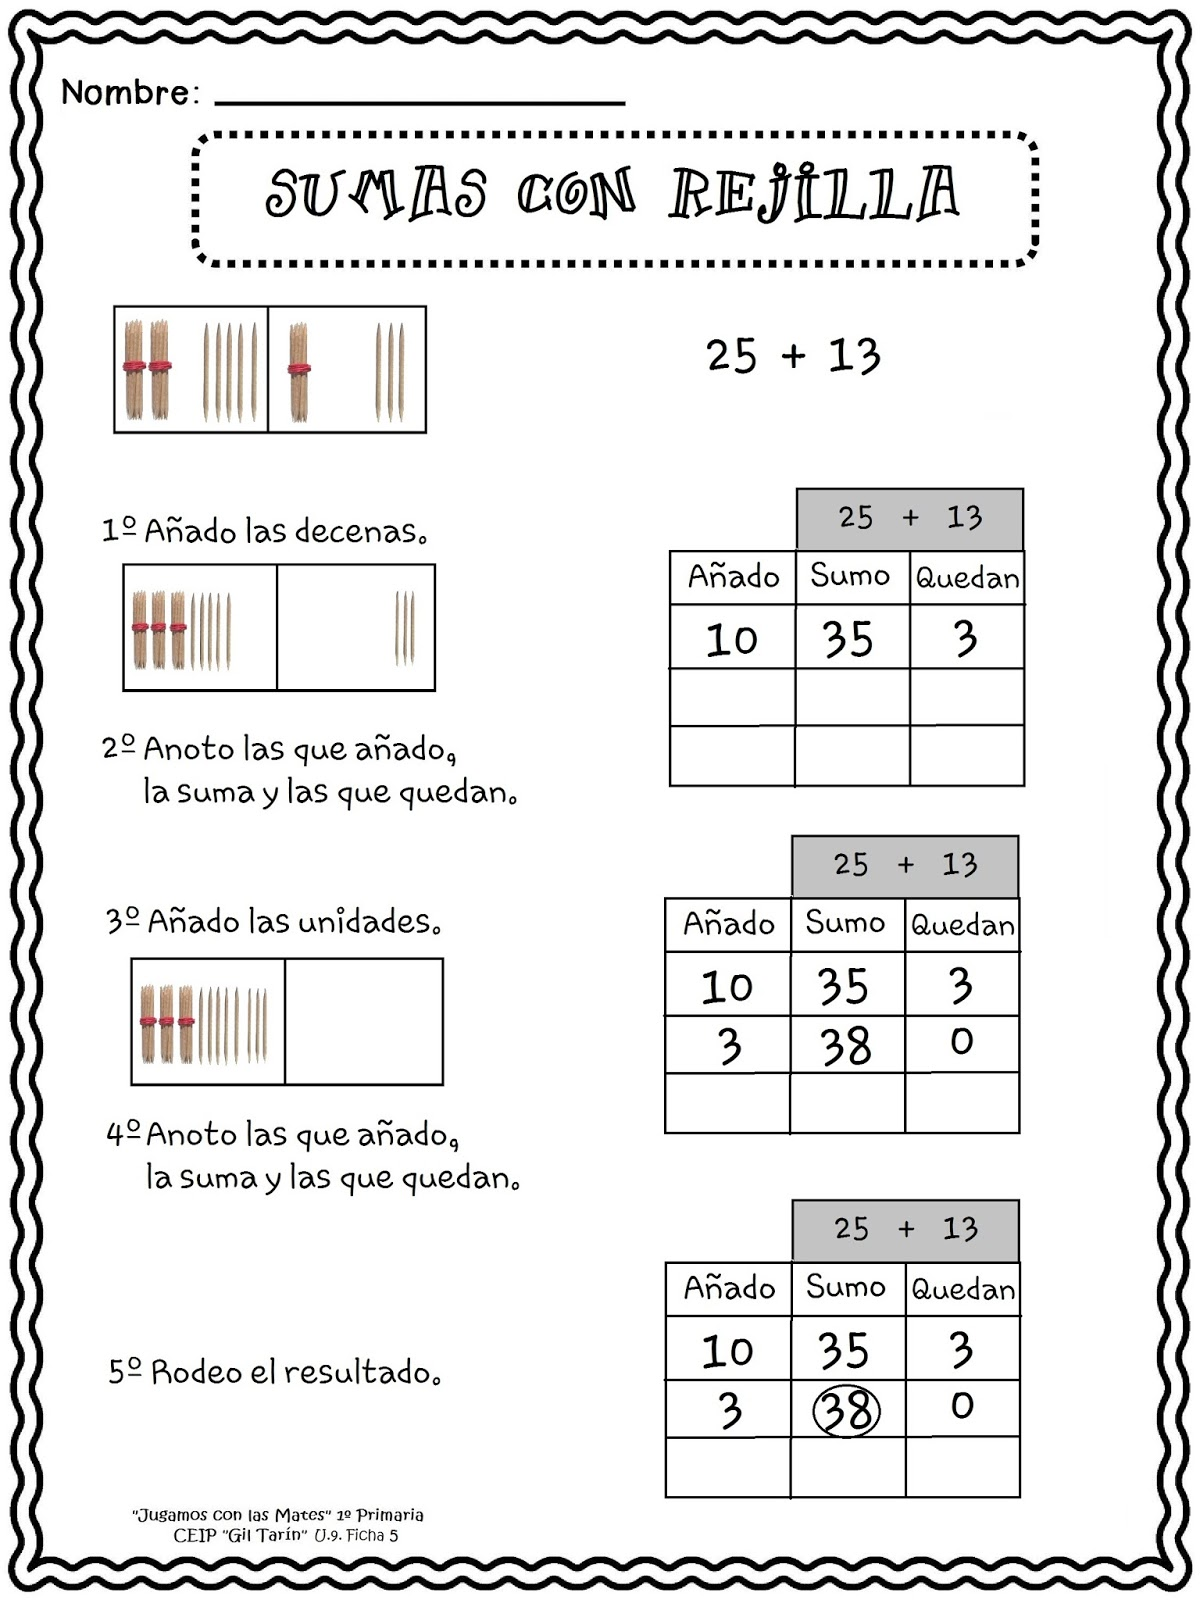 Nombre: ____________________
SUMAS CON REJILLA
25 + 13
1º Añado las decenas.
25 + 13
Añado Sumo Quedan
10 35 3
2º Anoto las que añado,
la suma y las que quedan.
3º Añado las unidades.
25 + 13
Añado Sumo Quedan
10 35 3
3 38 0
4º Anoto las que añado,
la suma y las que quedan.
25 + 13
Añado Sumo Quedan
10 35 3
5º Rodeo el resultado.
3 38 0
"Jugamos con las Mates" 1º Primaria
CEIP "Gil Tarín" U.9. Ficha 5